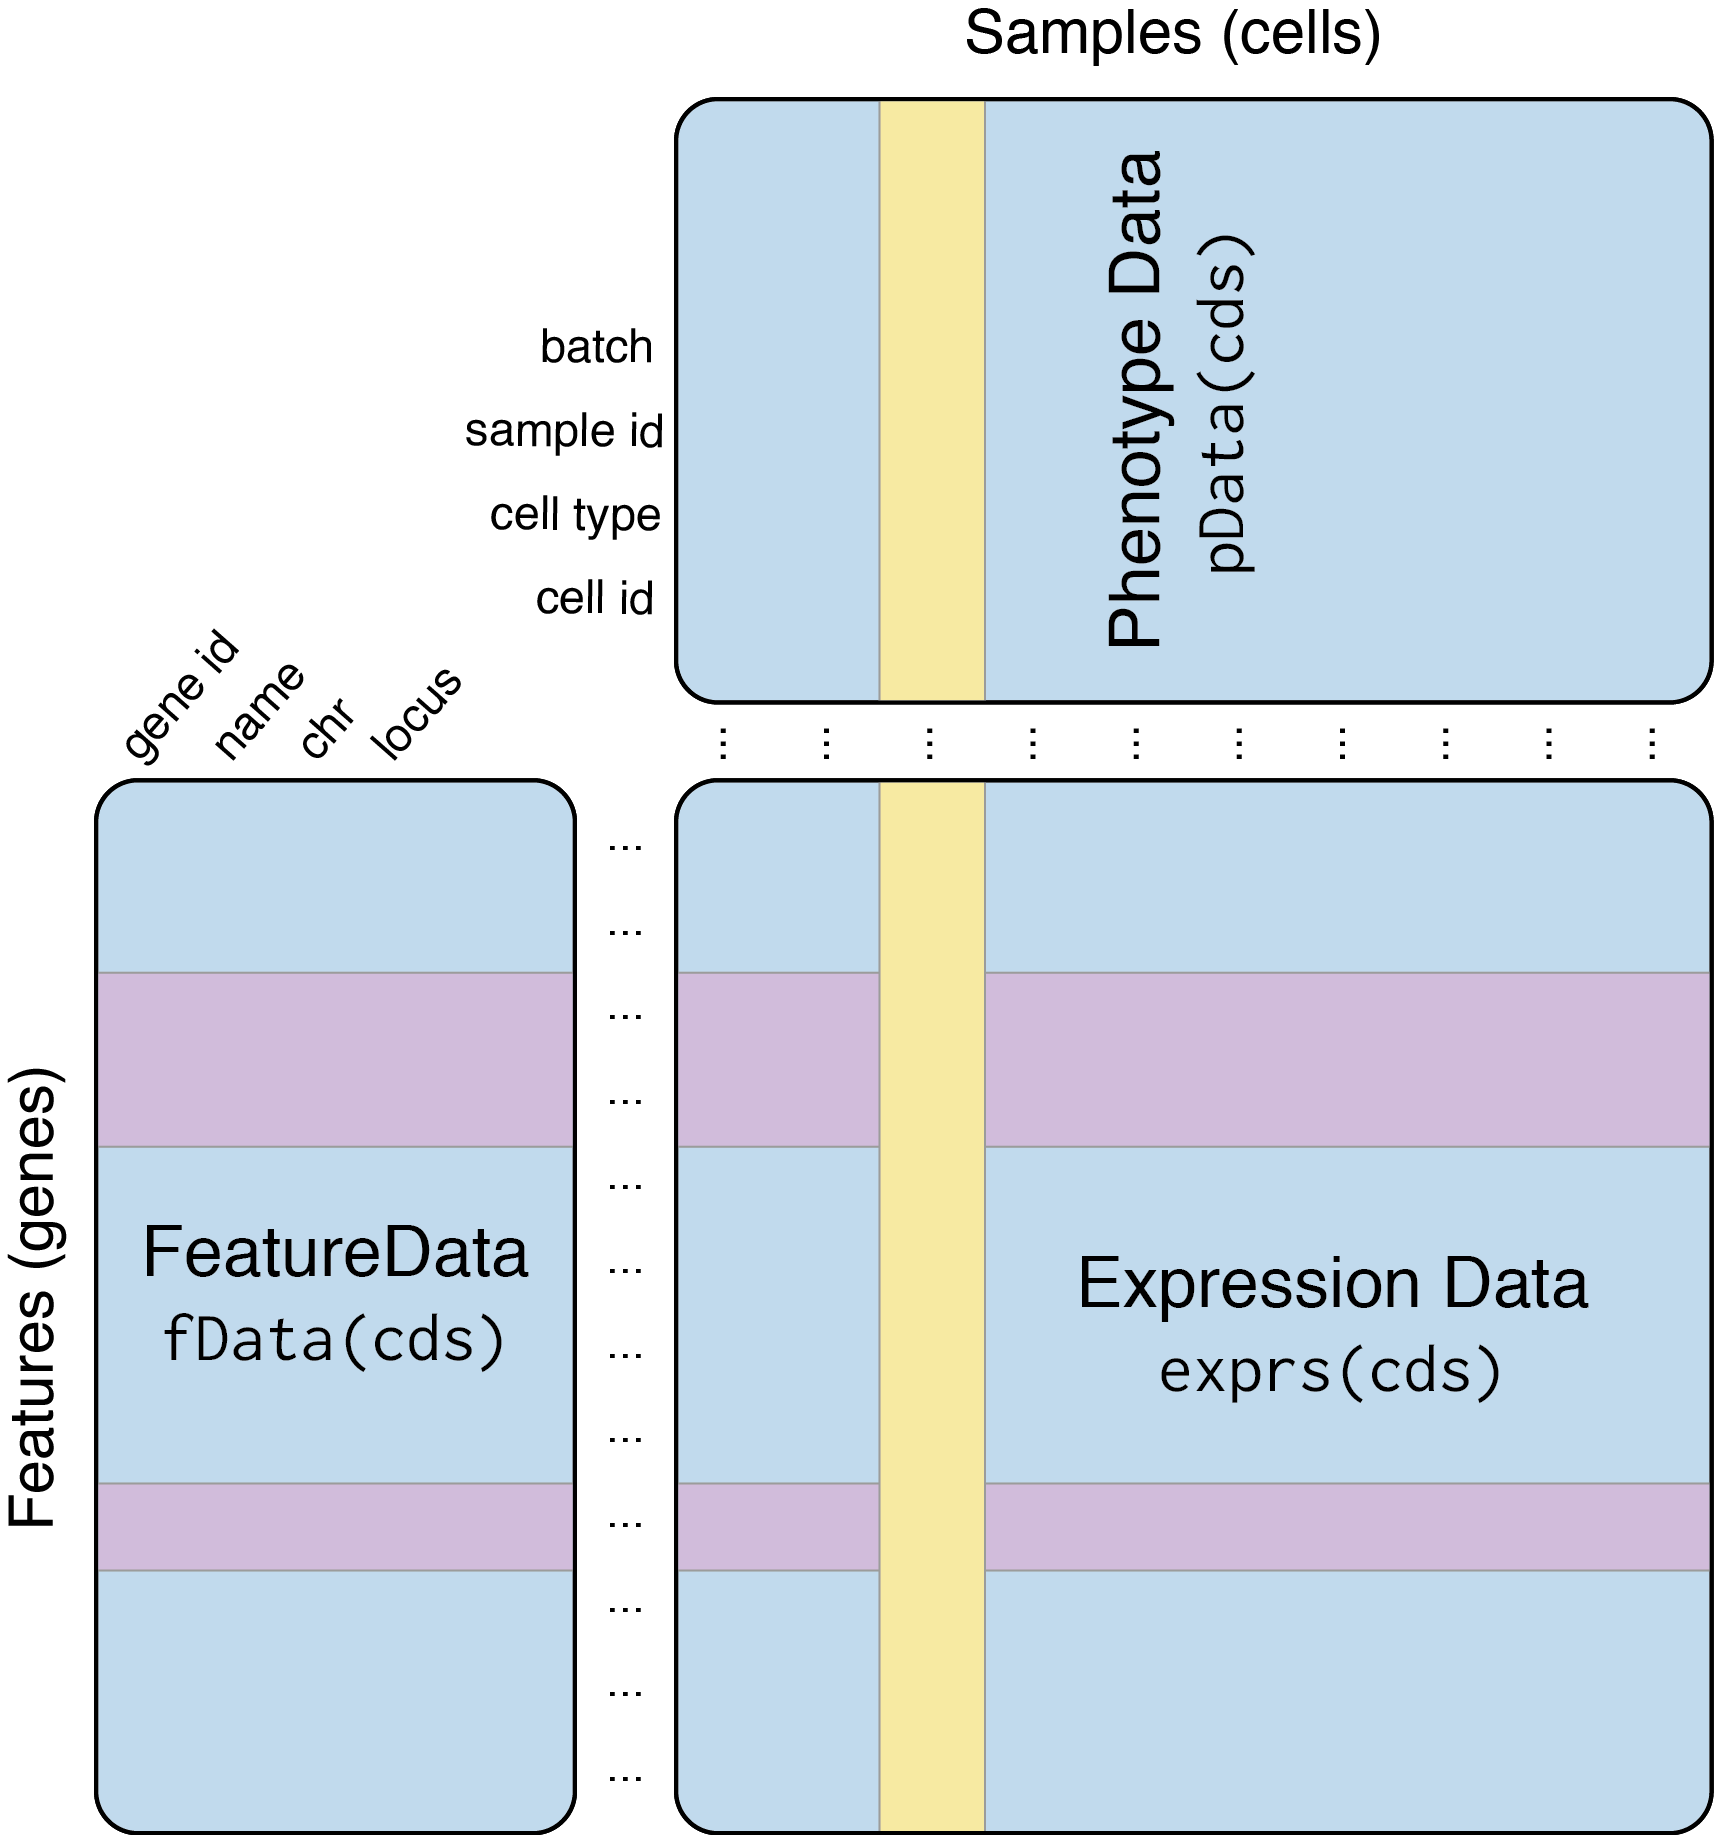 Samples (cells)
Phenotype Data
pData(cds)
batch
sample id
cell type
cell id
gene id
name
chr
locus
Features (genes)
FeatureData
fData(cds)
Expression Data
exprs(cds)